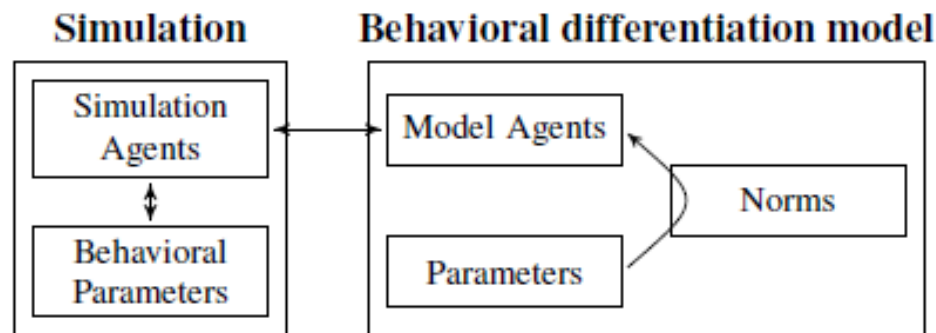 Simulation
Behavioral differentiation model
Simulation
Agents
Model Agents
Norms
Behavioral
Parameters
Parameters